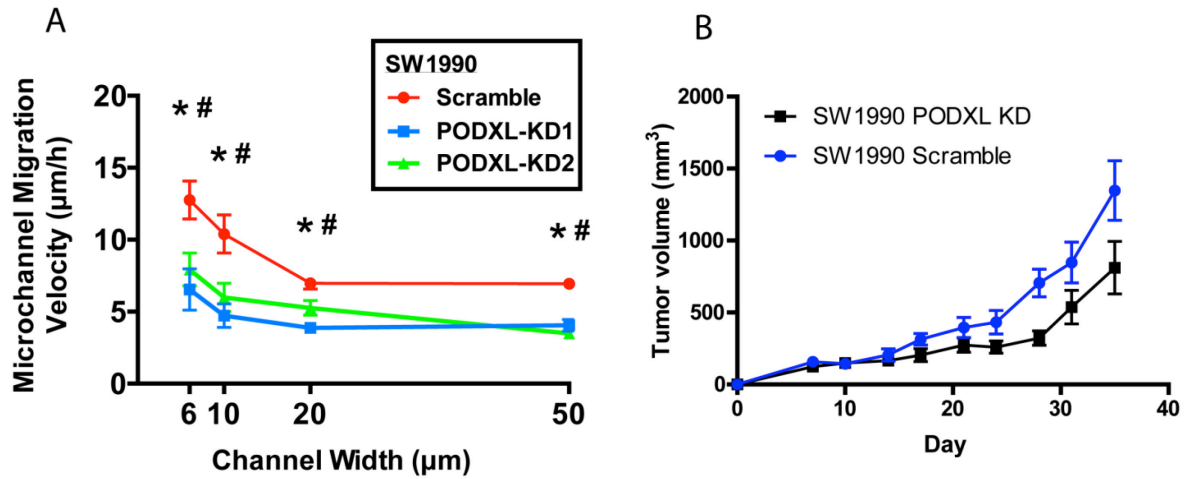 A
Microchannel Migration
Velocity (μm/h)
20
15
10
5
0
* #
* #
* #
* #
SW1990
Scramble
PODXL-KD1
PODXL-KD2
6 10 20 50
Channel Width (μm)
B
Tumor volume (mm³)
2000
1500
1000
500
0
SW1990 PODXL KD
SW1990 Scramble
0 10 20 30 40
Day